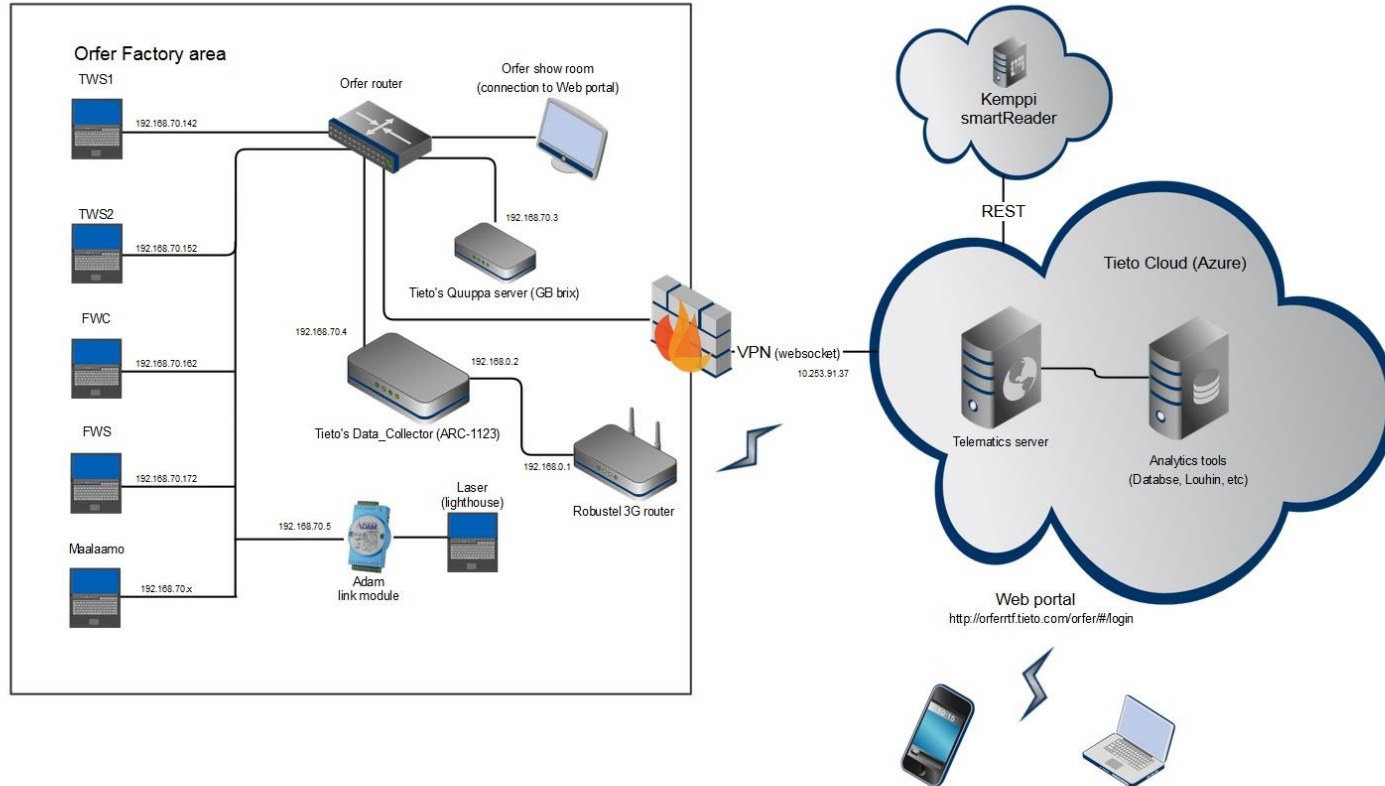 Orfer Factory area
TWS1
192.168.70.142
TWS2
192.168.70.152
FWC
192.168.70.162
FWS
192.168.70.172
Maalaamo
192.168.70.x
Orfer router
Orfer show room
(connection to Web portal)
192.168.70.3
Tieto's Quuppa server (GB brix)
192.168.70.4
192.168.0.2
Tieto's Data_Collector (ARC-1123)
192.168.0.1
Robustel 3G router
192.168.70.5
ADAM
Adam
link module
Laser
(lighthouse)
VPN (websocket)
10.253.91.37
Kemppi
smartReader
REST
Tieto Cloud (Azure)
Telematics server
Analytics tools
(Databse, Louhin, etc)
Web portal
http://orferrtf.tieto.com/orfer/#/login
10:15